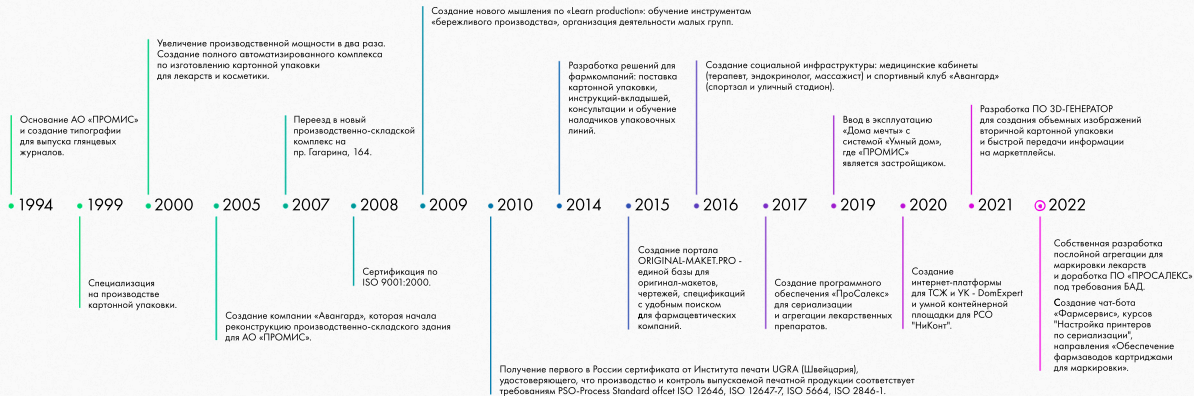 Создание нового мышления по «Learn production»: обучение инструментам
«бережливого производства», организация деятельности малых групп.
Увеличение производственной мощности в два раза.
Создание полного автоматизированного комплекса
по изготовлению картонной упаковки
для лекарств и косметики.
Разработка решений для
фармкомпаний: поставка
картонной упаковки,
инструкций-вкладышей,
консультации и обучение
наладчиков упаковочных
линий.
Создание социальной инфраструктуры: медицинские кабинеты
(терапевт, эндокринолог, массажист) и спортивный клуб «Авангард»
(спортзал и уличный стадион).
Основание АО «ПРОМИС»
и создание типографии
для выпуска глянцевых
журналов.
Переезд в новый
производственно-складской
комплекс на
пр. Гагарина, 164.
Ввод в эксплуатацию
«Дома мечты» с
системой «Умный дом»,
где «ПРОМИС»
является застройщиком.
Разработка ПО 3D-ГЕНЕРАТОР
для создания объемных изображений
вторичной картонной упаковки
и быстрой передачи информации
на маркетплейсы.
1994 1999 2000 2005 2007 2008 2009 2010 2014 2015 2016 2017 2019 2020 2021 2022
Специализация
на производстве
картонной упаковки.
Создание компании «Авангард», которая начала
реконструкцию производственно-складского здания
для АО «ПРОМИС».
Сертификация по
ISO 9001:2000.
Получение первого в России сертификата от Института печати UGRA (Швейцария),
удостоверяющего, что производство и контроль выпускаемой печатной продукции соответствует
требованиям PSO-Process Standard offcet ISO 12646, ISO 12647-7, ISO 5664, ISO 2846-1.
Создание портала
ORIGINAL-MAKET.PRO -
единой базы для
оригинал-макетов,
чертежей, спецификаций
с удобным поиском
для фармацевтических
компаний.
Создание программного
обеспечения «ПроСалекс»
для сериализации
и агрегации лекарственных
препаратов.
Создание
интернет-платформы
для ТСЖ и УК - DomExpert
и умной контейнерной
площадки для РСО
"НиКонт".
Собственная разработка
послойной агрегации для
маркировки лекарств
и доработка ПО «ПРОСАЛЕКС»
под требования БАД.
Создание чат-бота
«Фармсервис», курсов
"Настройка принтеров
по сериализации",
направления «Обеспечение
фармзаводов картриджами
для маркировки».